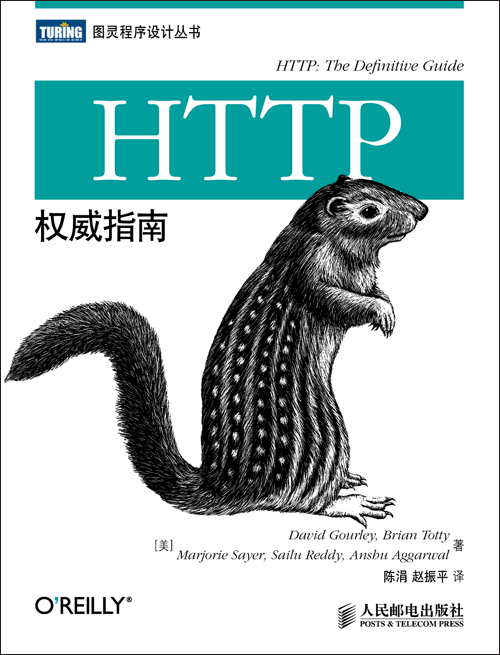 TURING 图灵程序设计丛书
HTTP: The Definitive Guide
HTTP
权威指南
[美] David Gourley, Brian Totty
Marjorie Sayer, Sailu Reddy, Anshu Aggarwal 著
陈涓 赵振平 译
O'REILLY®
人民邮电出版社
POSTS & TELECOM PRESS